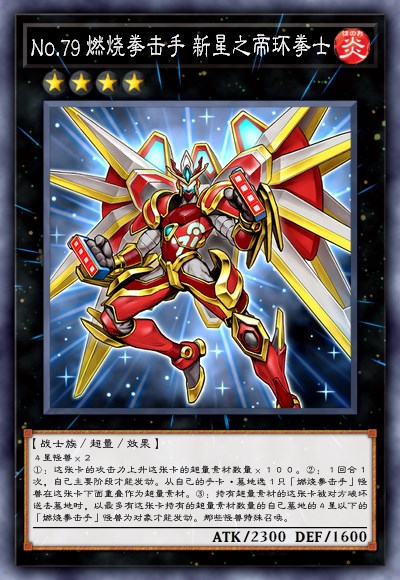 No.79 燃烧拳击手 新星之帝环拳士
ほのお
炎
【战士族／超量／效果】
4星怪兽×2
①：这张卡的攻击力上升这张卡的超量素材数量×100。②：1回合1
次，自己主要阶段才能发动。从自己的手卡·墓地选1只「燃烧拳击手」怪
兽在这张卡下面重叠作为超量素材。③：持有超量素材的这张卡被对方破坏
送去墓地时，以最多有这张卡持有的超量素材数量的自己墓地的4星以下的
「燃烧拳击手」怪兽为对象才能发动。那些怪兽特殊召唤。
ATK/2300 DEF/1600